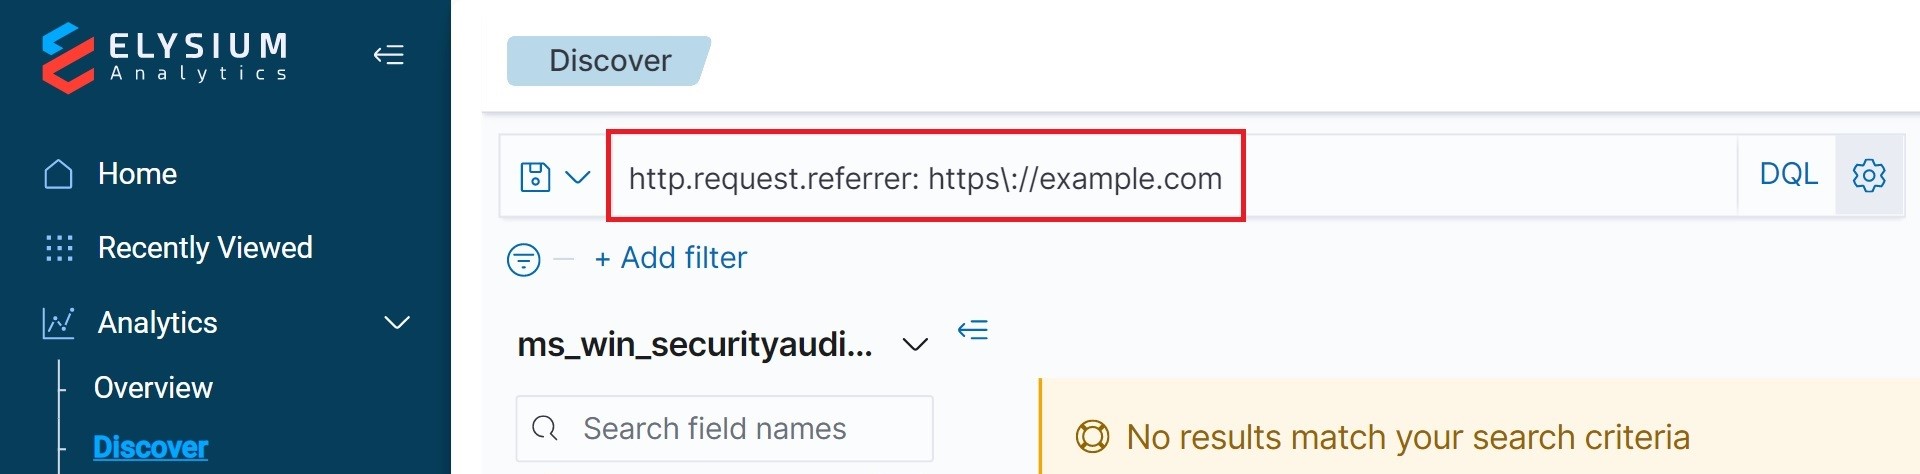 ELYSIUM
Analytics
Home
Recently Viewed
Analytics
Overview
Discover
Discover
http.request.referrer: https\://example.com
DQL
+ Add filter
ms_win_securityaudi...
Search field names
No results match your search criteria